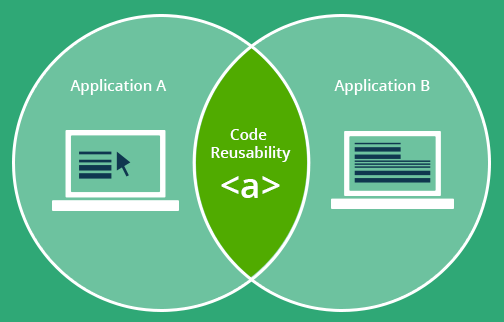 Application A
Application B
Code
Reusability
<a>